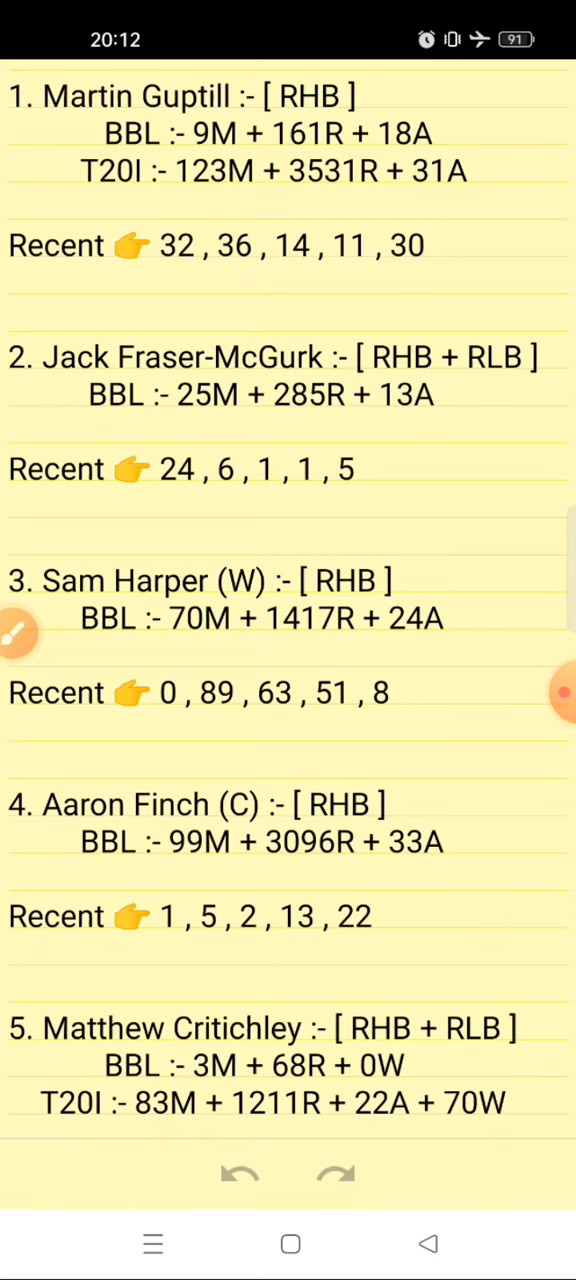 20:12
91
1. Martin Guptill :- [ RHB ]
BBL :- 9M + 161R + 18A
T20I :- 123M + 3531R + 31A
Recent 👉 32 , 36 , 14 , 11 , 30
2. Jack Fraser-McGurk :- [ RHB + RLB ]
BBL :- 25M + 285R + 13A
Recent 👉 24 , 6 , 1 , 1 , 5
3. Sam Harper (W) :- [ RHB ]
BBL :- 70M + 1417R + 24A
Recent 👉 0 , 89 , 63 , 51 , 8
4. Aaron Finch (C) :- [ RHB ]
BBL :- 99M + 3096R + 33A
Recent 👉 1 , 5 , 2 , 13 , 22
5. Matthew Critichley :- [ RHB + RLB ]
BBL :- 3M + 68R + 0W
T20I :- 83M + 1211R + 22A + 70W